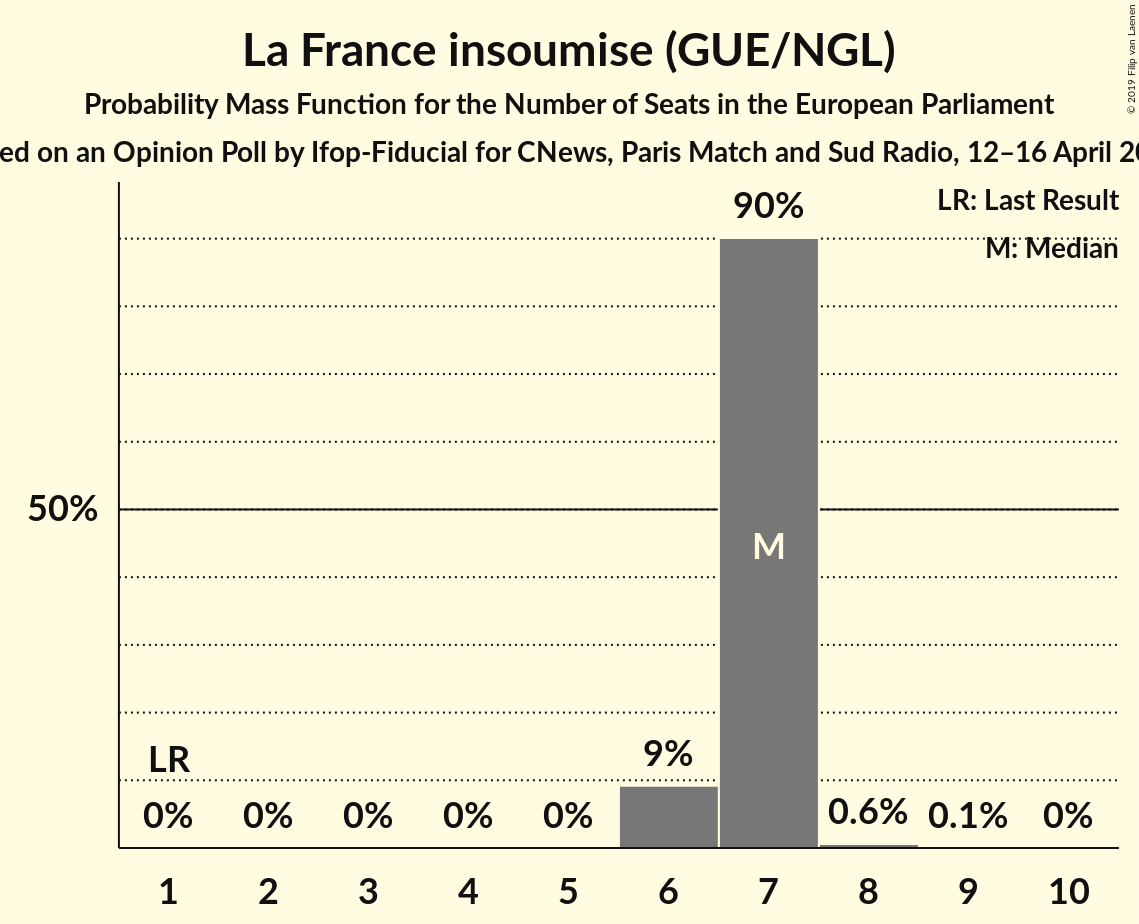 La France insoumise (GUE/NGL)
Probability Mass Function for the Number of Seats in the European Parliament
ed on an Opinion Poll by Ifop-Fiducial for CNews, Paris Match and Sud Radio, 12–16 April 20
© 2019 Filip van Laenen
LR: Last Result
M: Median
90%
50%
M
LR
9%
0% 0% 0% 0% 0% 0.6% 0.1% 0%
1 2 3 4 5 6 7 8 9 10